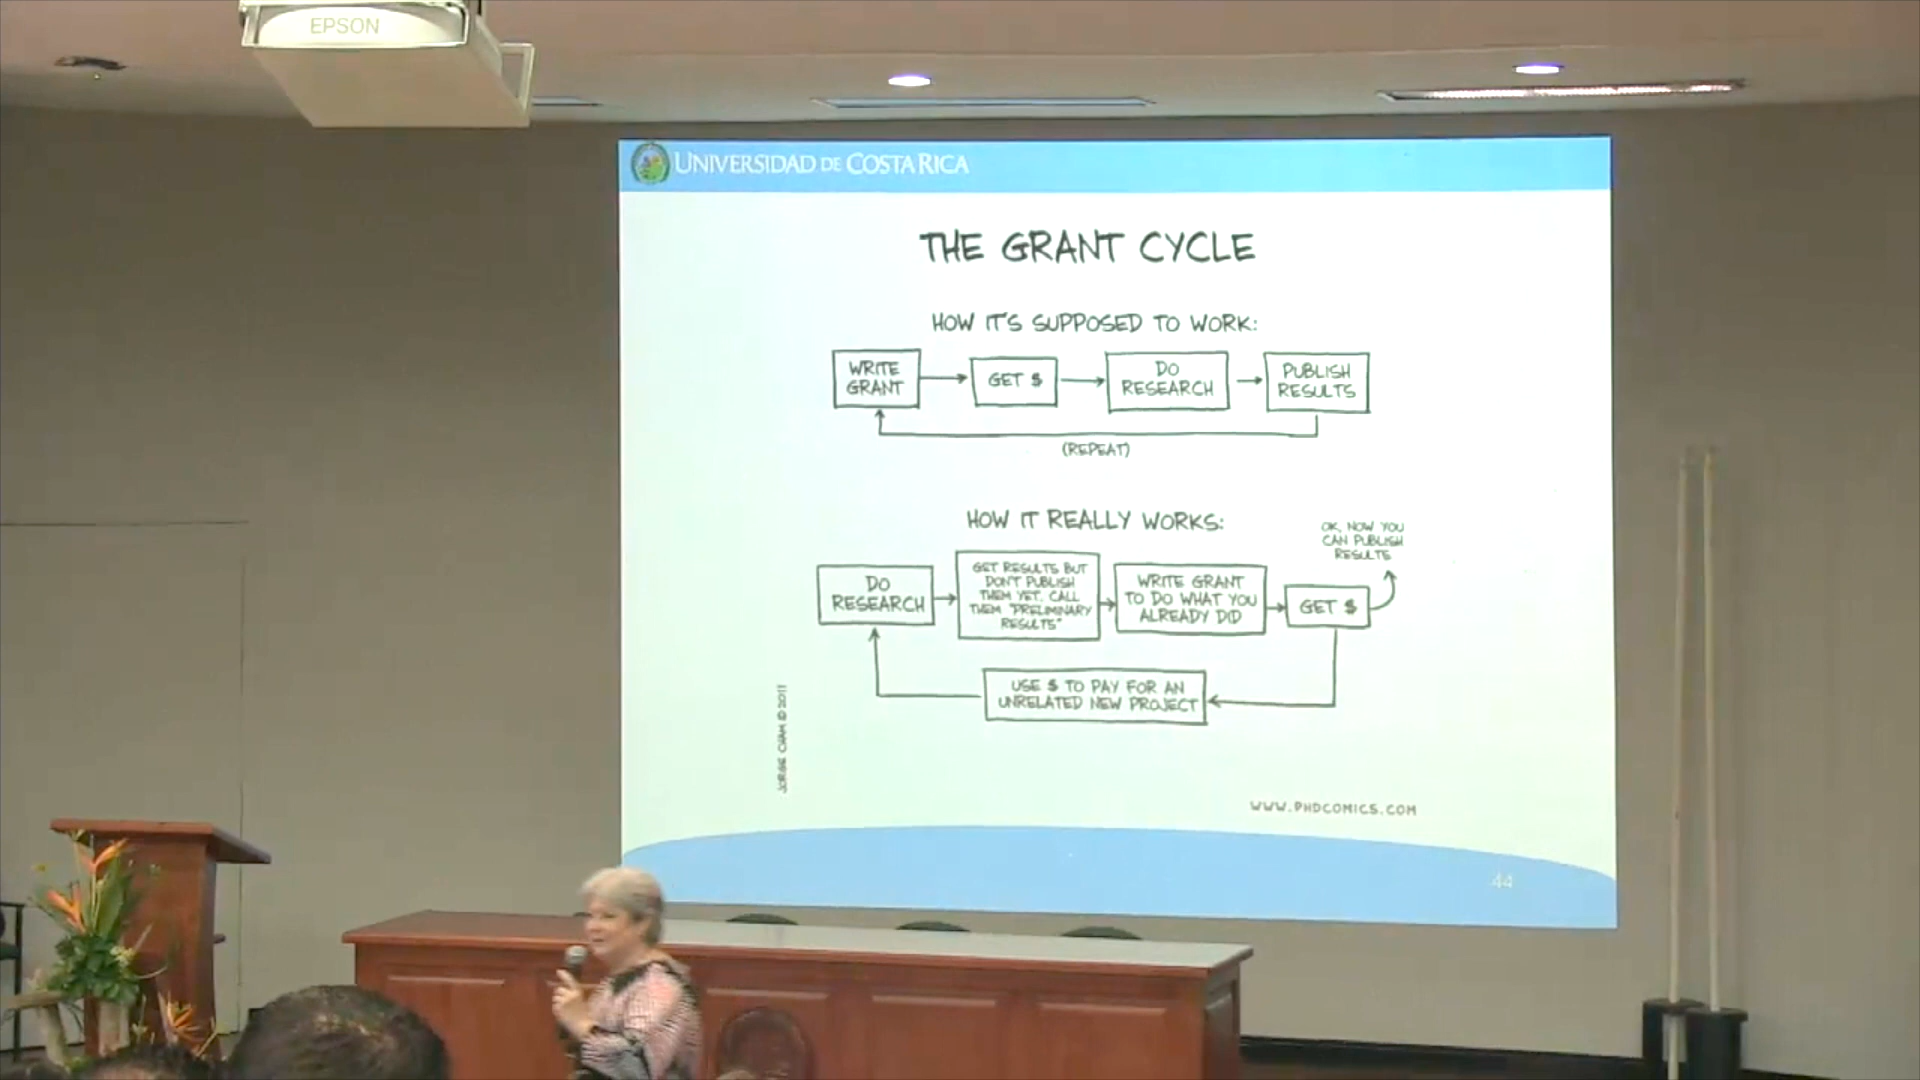 EPSON
UNIVERSIDAD DE COSTA RICA
THE GRANT CYCLE
HOW IT'S SUPPOSED TO WORK:
WRITE
GRANT
GET $
DO
RESEARCH
PUBLISH
RESULTS
(REPEAT)
HOW IT REALLY WORKS:
OK, NOW YOU
CAN PUBLISH
RESULTS
DO
RESEARCH
GET RESULTS BUT
DON'T PUBLISH
THEM YET. CALL
THEM "PRELIMINARY
RESULTS"
WRITE GRANT
TO DO WHAT YOU
ALREADY DID
GET $
USE $ TO PAY FOR AN
UNRELATED NEW PROJECT
JORGE CHAM © 2011
WWW.PHDCOMICS.COM
44